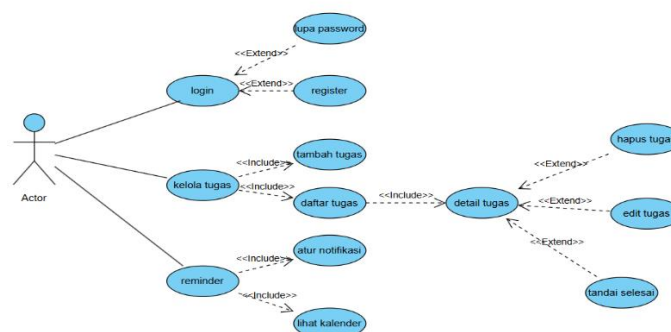 lupa password
<<Extend>>
login
<<Extend>>
register
Actor
kelola tugas
<<Include>>
tambah tugas
<<Include>>
daftar tugas
<<Include>>
detail tugas
<<Extend>>
hapus tugas
<<Extend>>
edit tugas
<<Extend>>
tandai selesai
reminder
<<Include>>
atur notifikasi
<<Include>>
lihat kalender